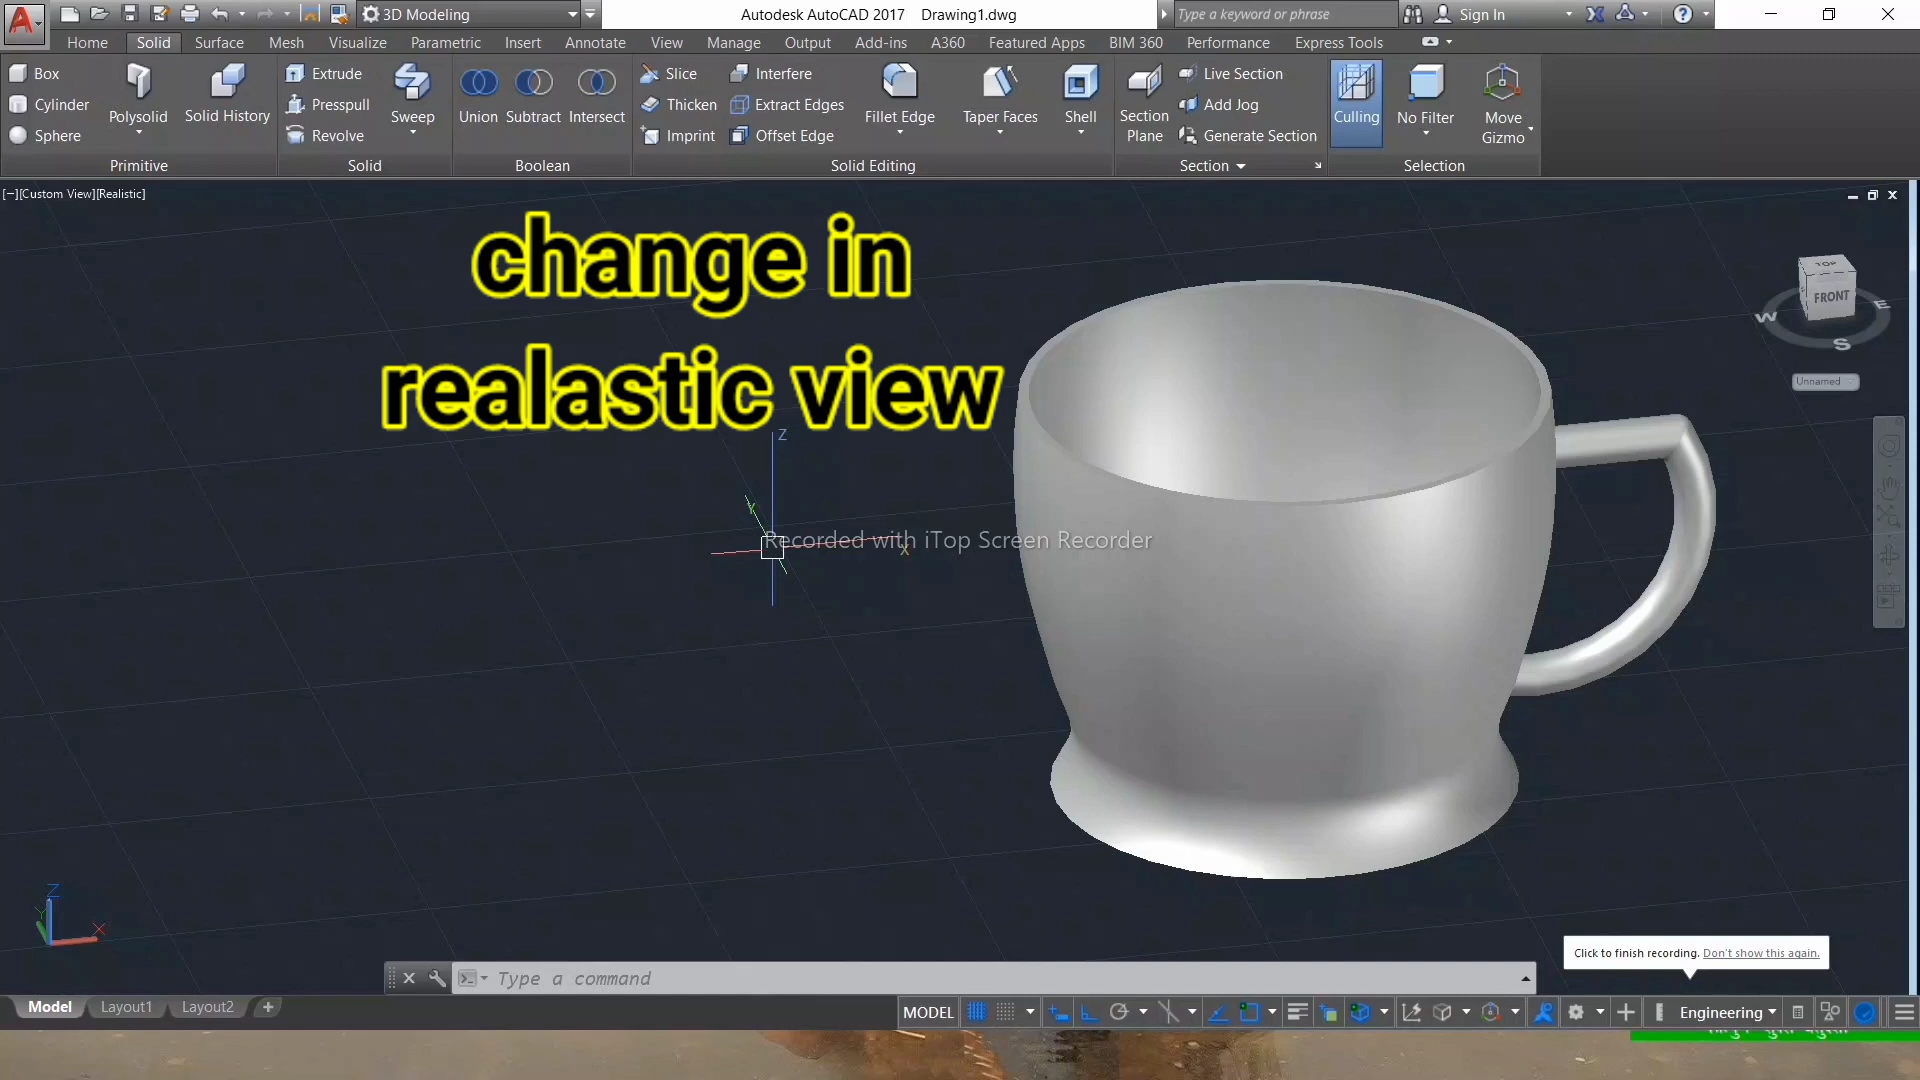 3D Modeling
Autodesk AutoCAD 2017 Drawing1.dwg
Type a keyword or phrase
Sign In
Home Solid Surface Mesh Visualize Parametric Insert Annotate View Manage Output Add-ins A360 Featured Apps BIM 360 Performance Express Tools
Box
Cylinder
Sphere
Polysolid
Solid History
Primitive
Extrude
Presspull
Revolve
Sweep
Solid
Union
Subtract
Intersect
Boolean
Slice
Thicken
Imprint
Interfere
Extract Edges
Offset Edge
Fillet Edge
Taper Faces
Shell
Solid Editing
Section
Plane
Live Section
Add Jog
Generate Section
Section
Culling
No Filter
Move
Gizmo
Selection
[−][Custom View][Realistic]
change in
realastic view
TOP
FRONT
W
E
S
Unnamed
Z
Y
X
Recorded with iTop Screen Recorder
Z
Y
X
Click to finish recording. Don't show this again.
Type a command
Model Layout1 Layout2 +
MODEL
Engineering